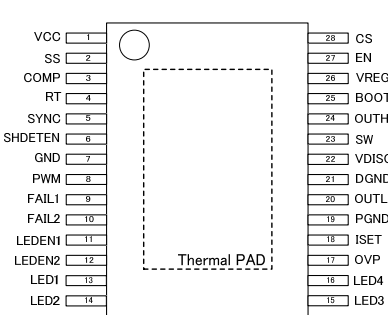 VCC 1 28 CS
SS 2 27 EN
COMP 3 26 VREG
RT 4 25 BOOT
SYNC 5 24 OUTH
SHDETEN 6 23 SW
GND 7 22 VDISC
PWM 8 21 DGND
FAIL1 9 20 OUTL
FAIL2 10 19 PGND
LEDEN1 11 18 ISET
LEDEN2 12 Thermal PAD 17 OVP
LED1 13 16 LED4
LED2 14 15 LED3